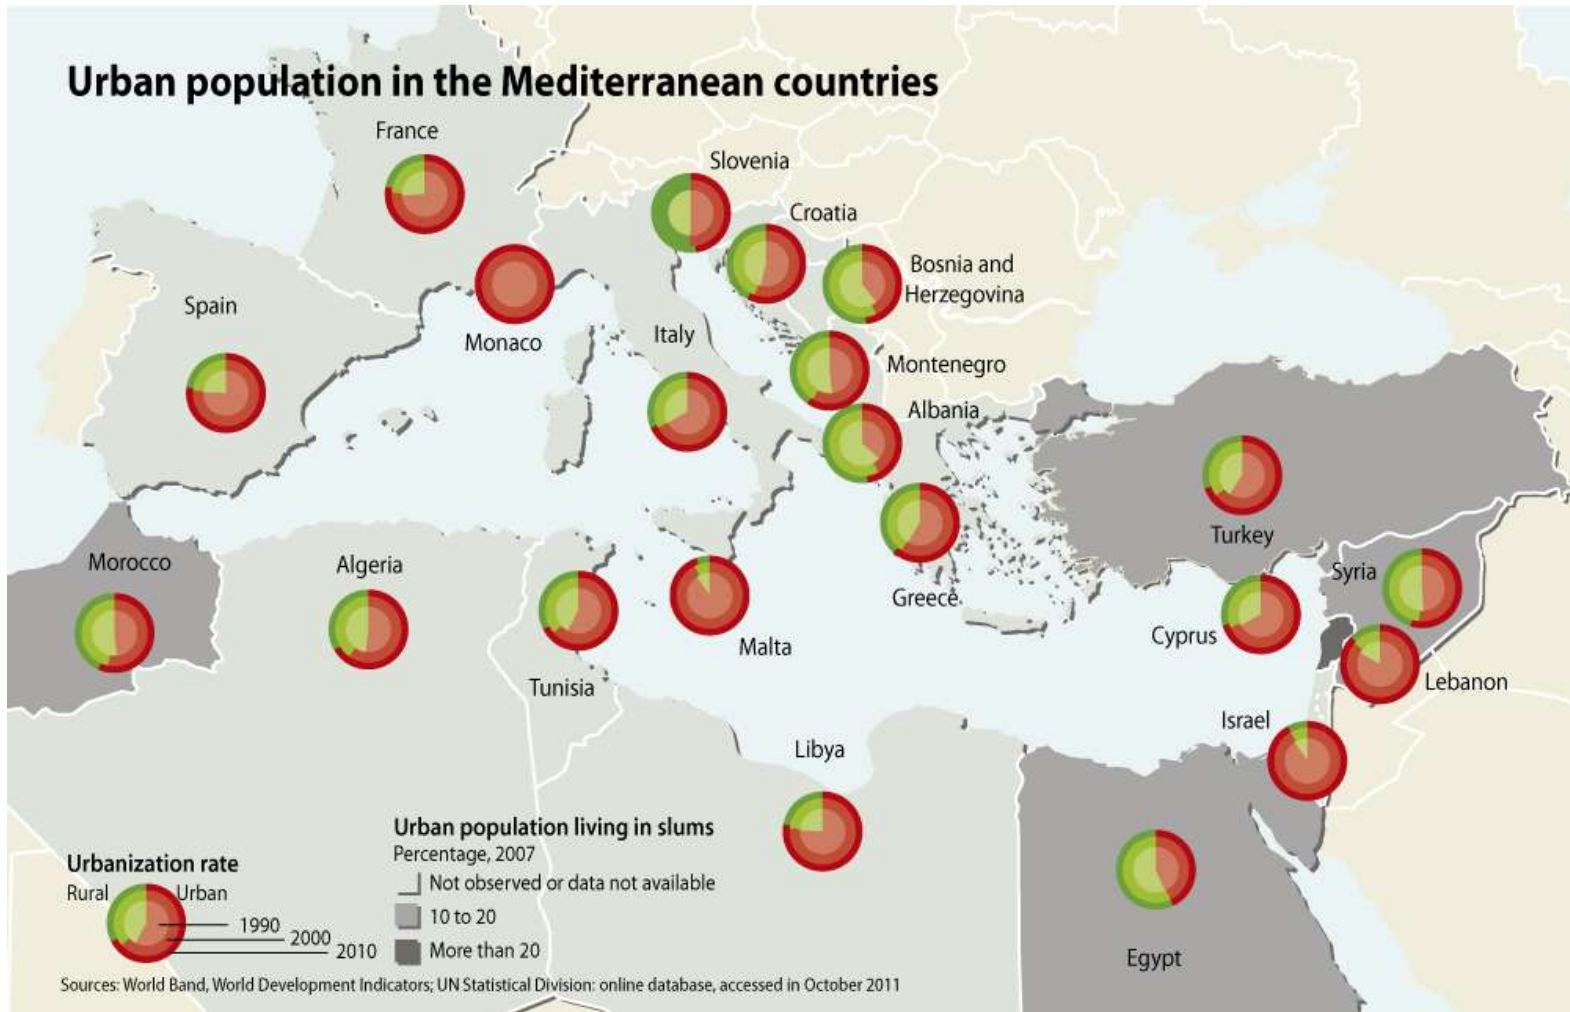 Urban population in the Mediterranean countries
France
Slovenia
Croatia
Bosnia and
Herzegovina
Spain
Monaco
Italy
Montenegro
Albania
Turkey
Morocco
Algeria
Syria
Greece
Cyprus
Malta
Tunisia
Lebanon
Israel
Libya
Egypt
Urbanization rate
Rural
Urban
1990
2000
2010
Urban population living in slums
Percentage, 2007
Not observed or data not available
10 to 20
More than 20
Sources: World Band, World Development Indicators; UN Statistical Division: online database, accessed in October 2011